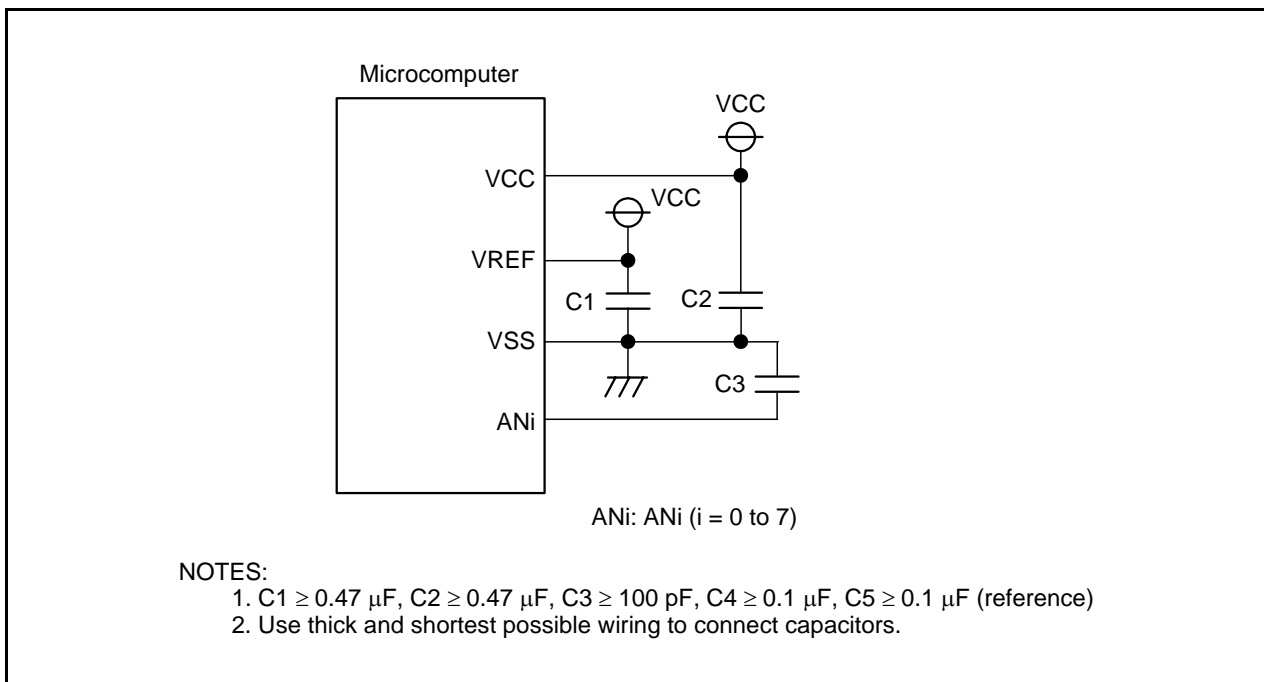 Microcomputer
VCC
VCC
VCC
VREF
C1
C2
VSS
C3
ANi
ANi: ANi (i = 0 to 7)
NOTES:
1. C1 ≥ 0.47 μF, C2 ≥ 0.47 μF, C3 ≥ 100 pF, C4 ≥ 0.1 μF, C5 ≥ 0.1 μF (reference)
2. Use thick and shortest possible wiring to connect capacitors.